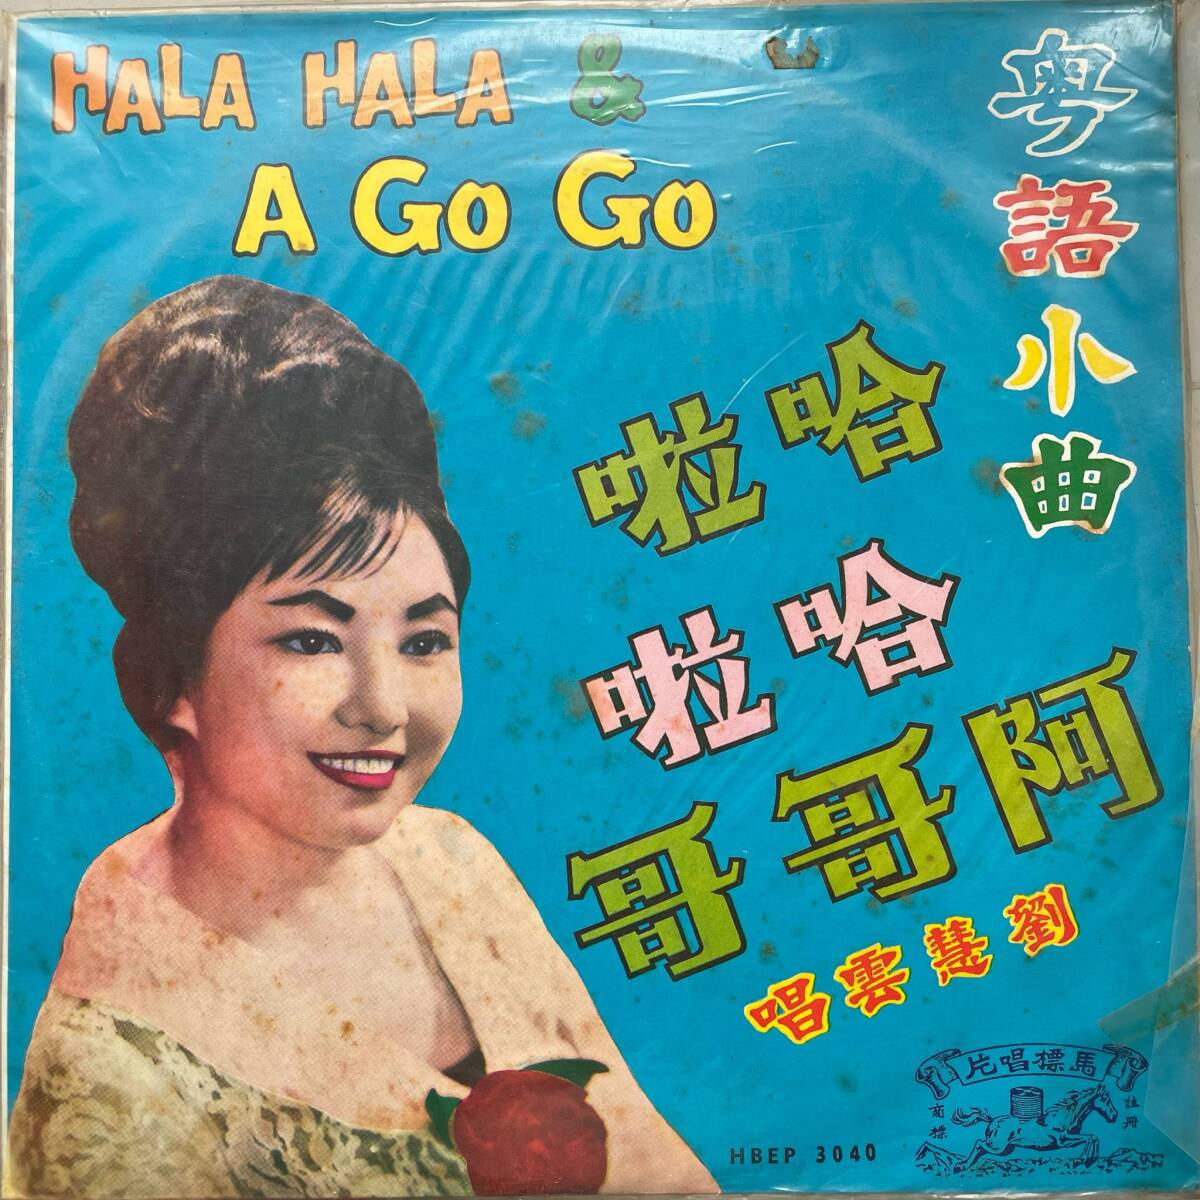 HALA HALA &
A GO GO
粤語小曲
哈啦
哈啦
阿哥哥
劉慧雲唱
馬標唱片
註冊
商標
HBEP 3040